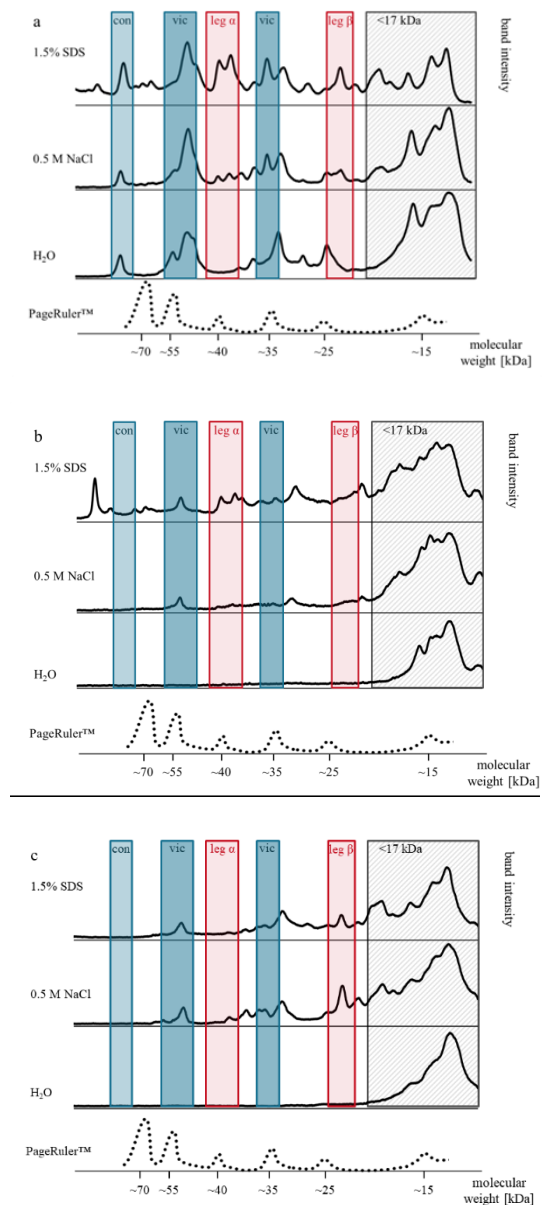 a
con vic leg α vic leg β <17 kDa
1.5% SDS
band intensity
0.5 M NaCl
H₂O
PageRuler™
molecular
weight [kDa]
~70 ~55 ~40 ~35 ~25 ~15
b
con vic leg α vic leg β <17 kDa
1.5% SDS
band intensity
0.5 M NaCl
H₂O
PageRuler™
molecular
weight [kDa]
~70 ~55 ~40 ~35 ~25 ~15
c
con vic leg α vic leg β <17 kDa
1.5% SDS
band intensity
0.5 M NaCl
H₂O
PageRuler™
molecular
weight [kDa]
~70 ~55 ~40 ~35 ~25 ~15